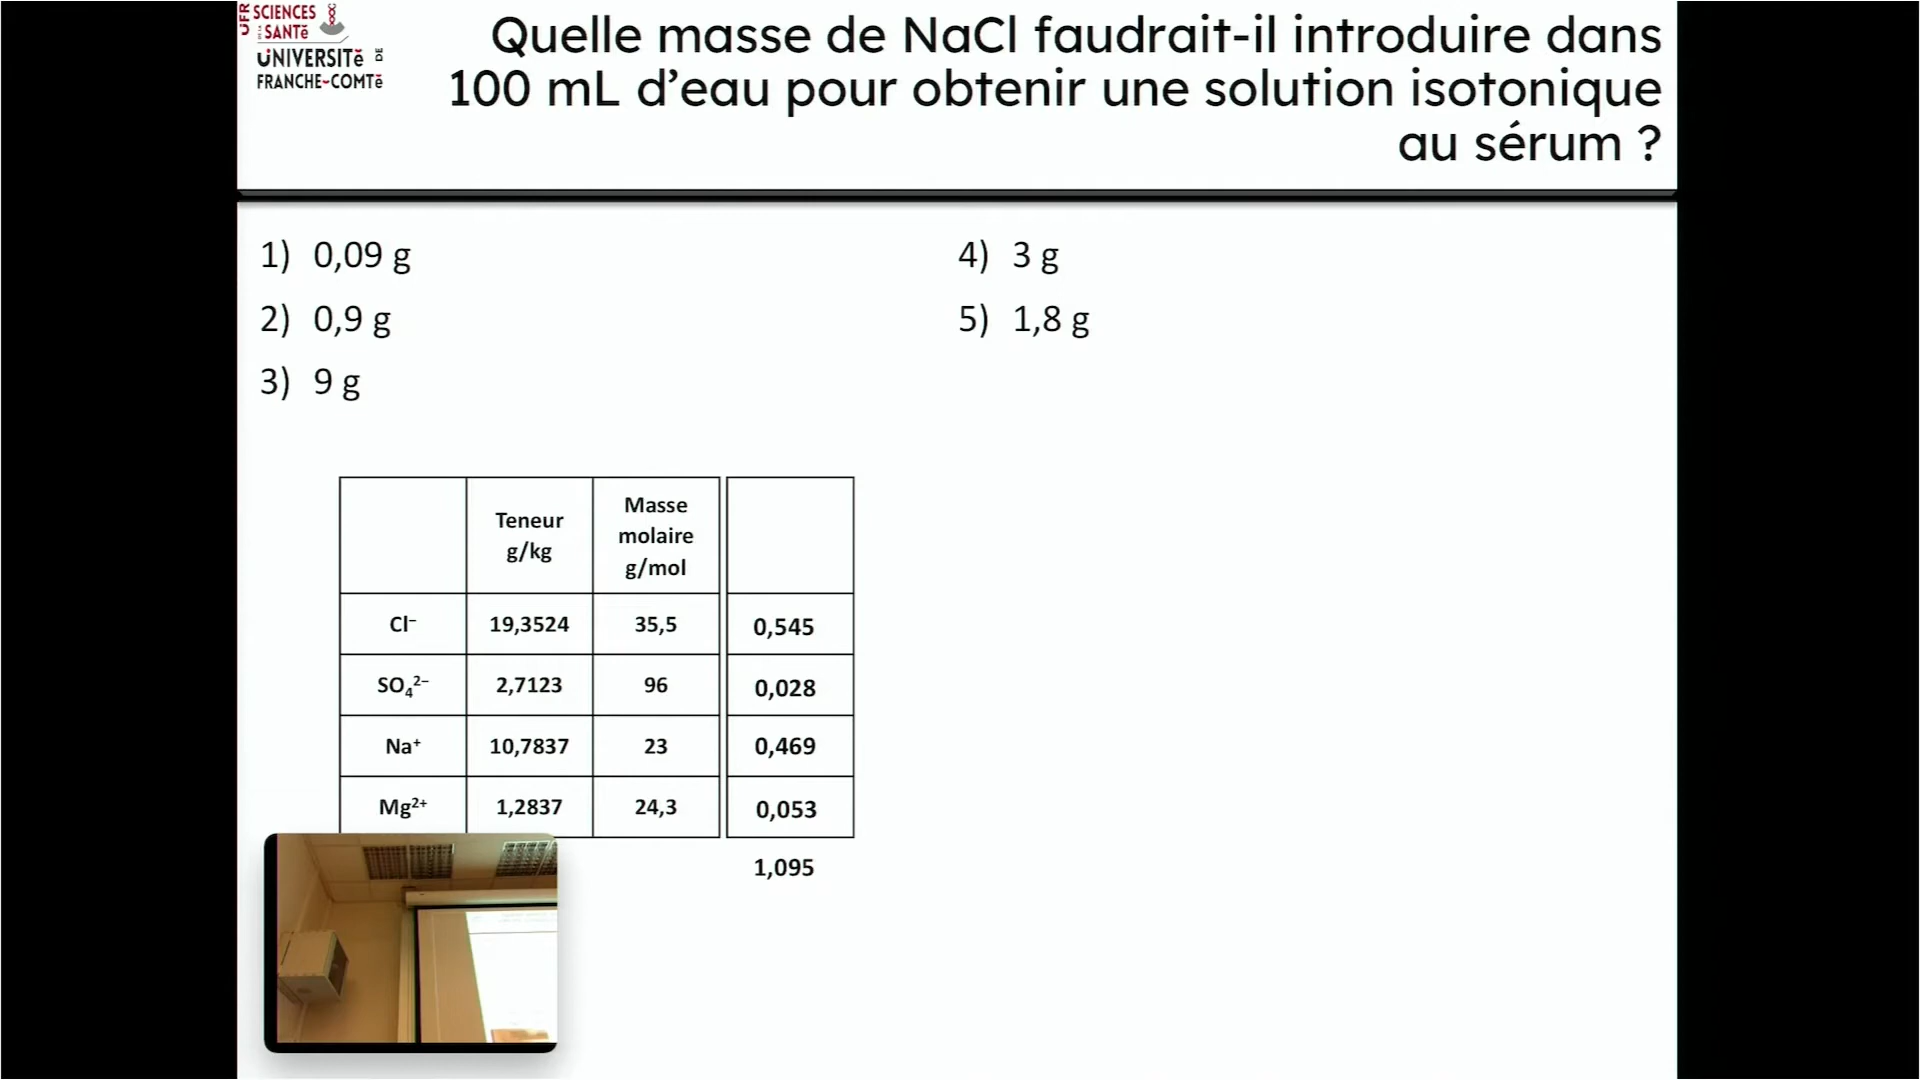 UFR
SCIENCES
SANTé
UNIVERSITé DE
FRANCHE-COMTé
Quelle masse de NaCl faudrait-il introduire dans
100 mL d’eau pour obtenir une solution isotonique
au sérum ?
1) 0,09 g
2) 0,9 g
3) 9 g
4) 3 g
5) 1,8 g
Teneur g/kg Masse molaire g/mol
Cl⁻ 19,3524 35,5 0,545
SO₄²⁻ 2,7123 96 0,028
Na⁺ 10,7837 23 0,469
Mg²⁺ 1,2837 24,3 0,053
1,095